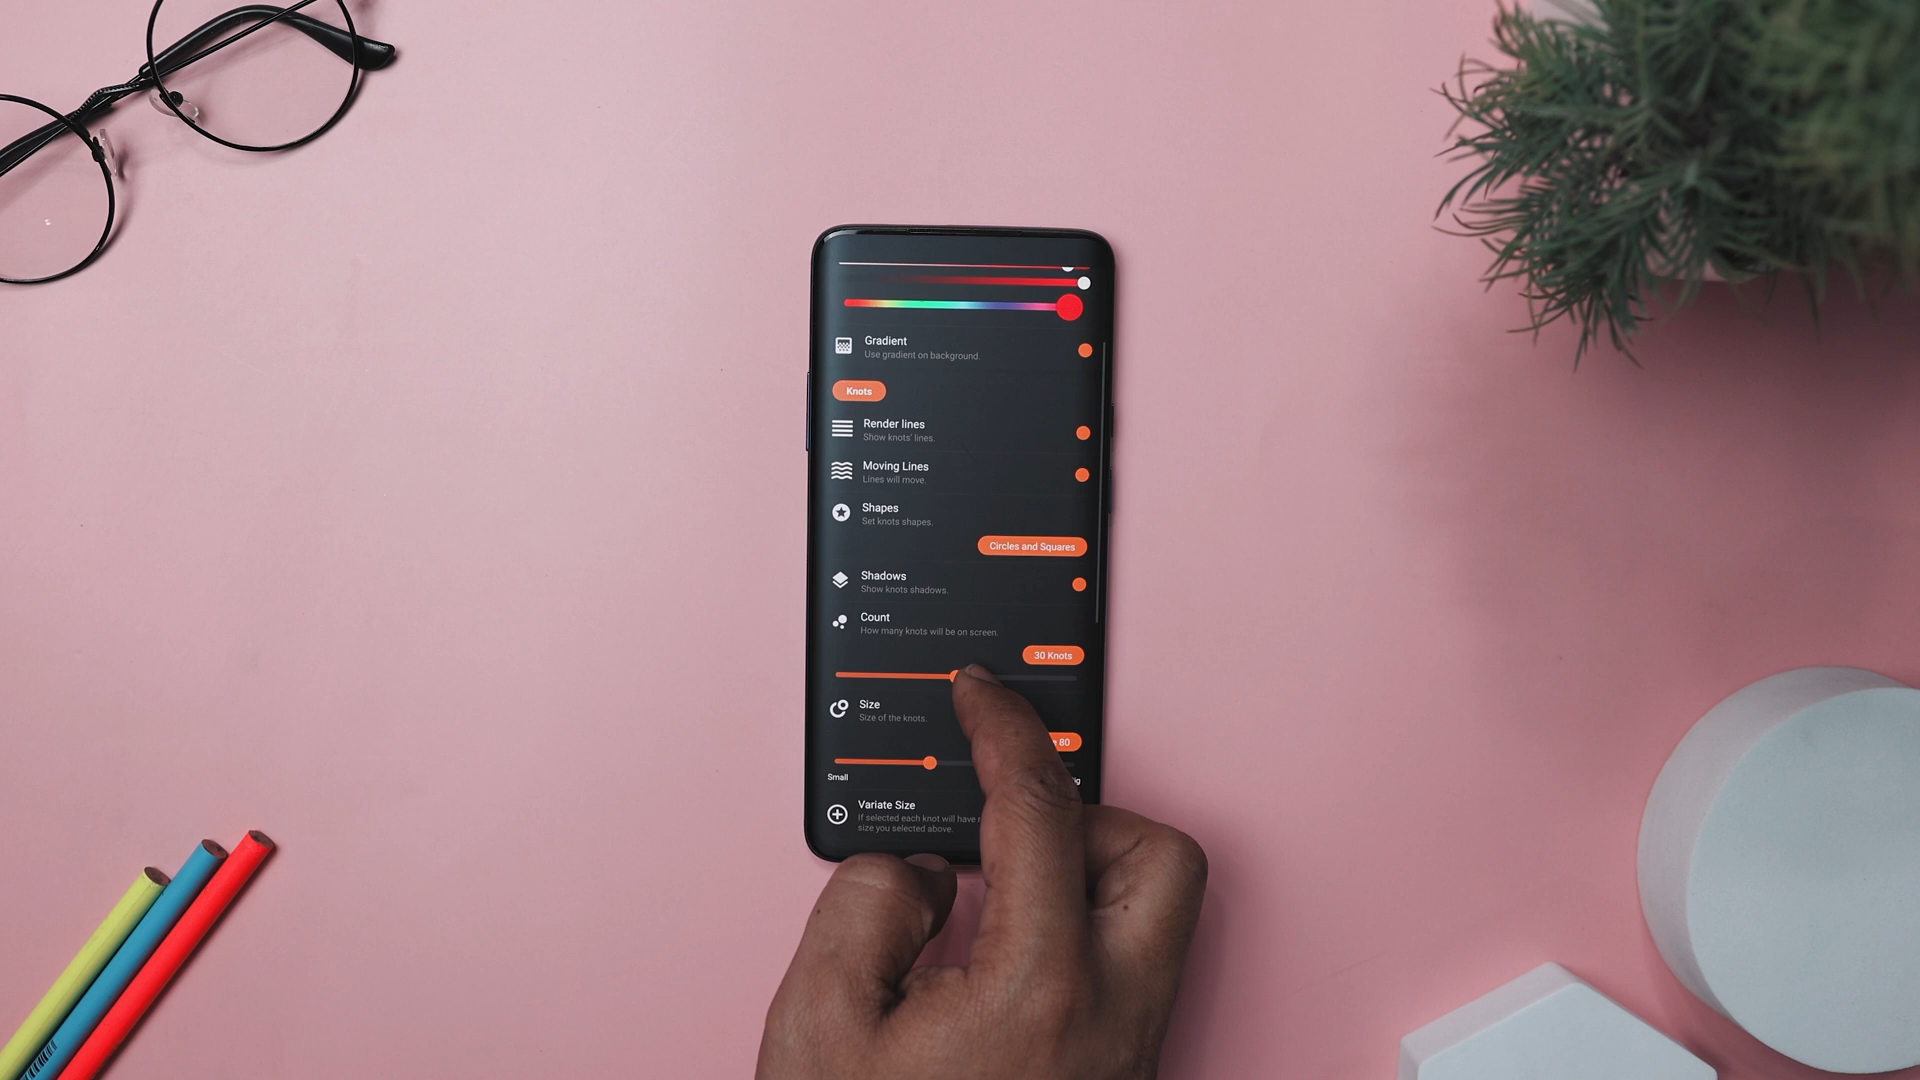 Gradient
Use gradient on background.
Knots
Render lines
Show knots' lines.
Moving Lines
Lines will move.
Shapes
Set knots shapes.
Circles and Squares
Shadows
Show knots shadows.
Count
How many knots will be on screen.
30 Knots
Size
Size of the knots.
80
Small
Variate Size
If selected each knot will have
size you selected above.